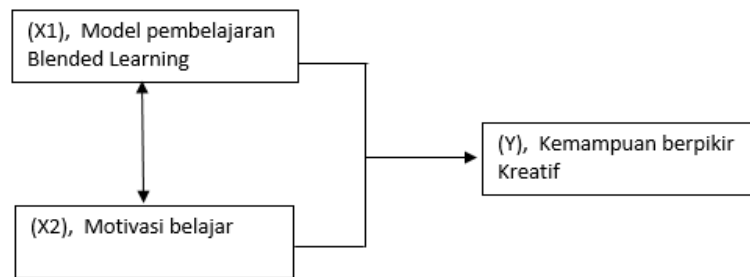 (X1), Model pembelajaran
Blended Learning
(Y), Kemampuan berpikir
Kreatif
(X2), Motivasi belajar